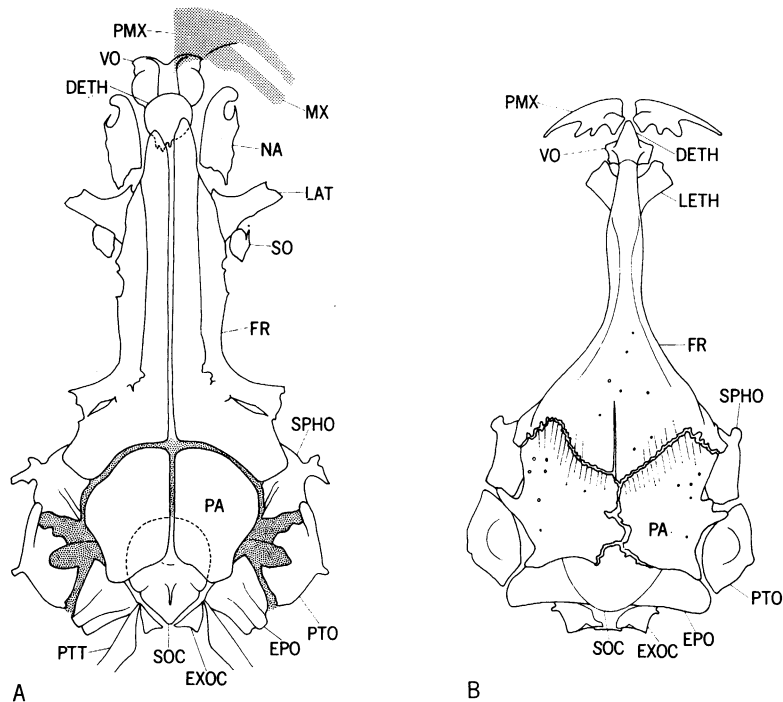 PMX
VO
DETH
MX
NA
LAT
SO
FR
SPHO
PA
PTO
EPO
SOC
EXOC
PTT
A
PMX
VO
DETH
LETH
FR
SPHO
PA
PTO
EPO
SOC
EXOC
B